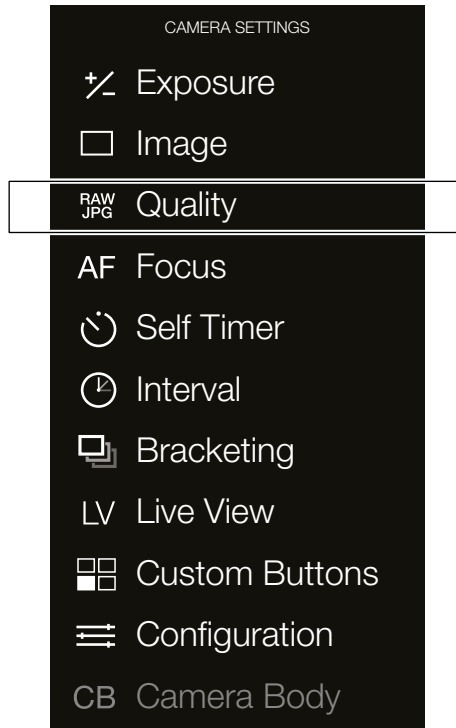 CAMERA SETTINGS
Exposure
Image
RAW JPG Quality
AF Focus
Self Timer
Interval
Bracketing
LV Live View
Custom Buttons
Configuration
CB Camera Body